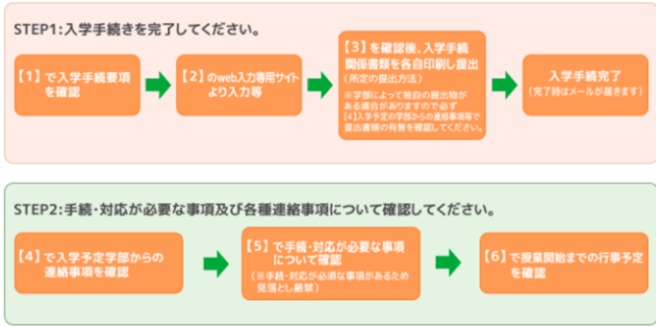 STEP1:入学手続きを完了してください。
【1】で入学手続要項
を確認
【2】のweb入力専用サイト
より入力等
【3】を確認後、入学手続
関係書類を各自印刷し提出
(所定の提出方法)
※学部によって独自の提出物が
ある場合がありますので必ず
【4】入学予定の学部からの連絡事項等で
提出書類の有無を確認してください。
入学手続完了
(完了時はメールが届きます)
STEP2:手続・対応が必要な事項及び各種連絡事項について確認してください。
【4】で入学予定学部からの
連絡事項を確認
【5】で手続・対応が必要な事項
について確認
(※手続・対応が必須な事項があるため
見落とし厳禁)
【6】で授業開始までの行事予定
を確認